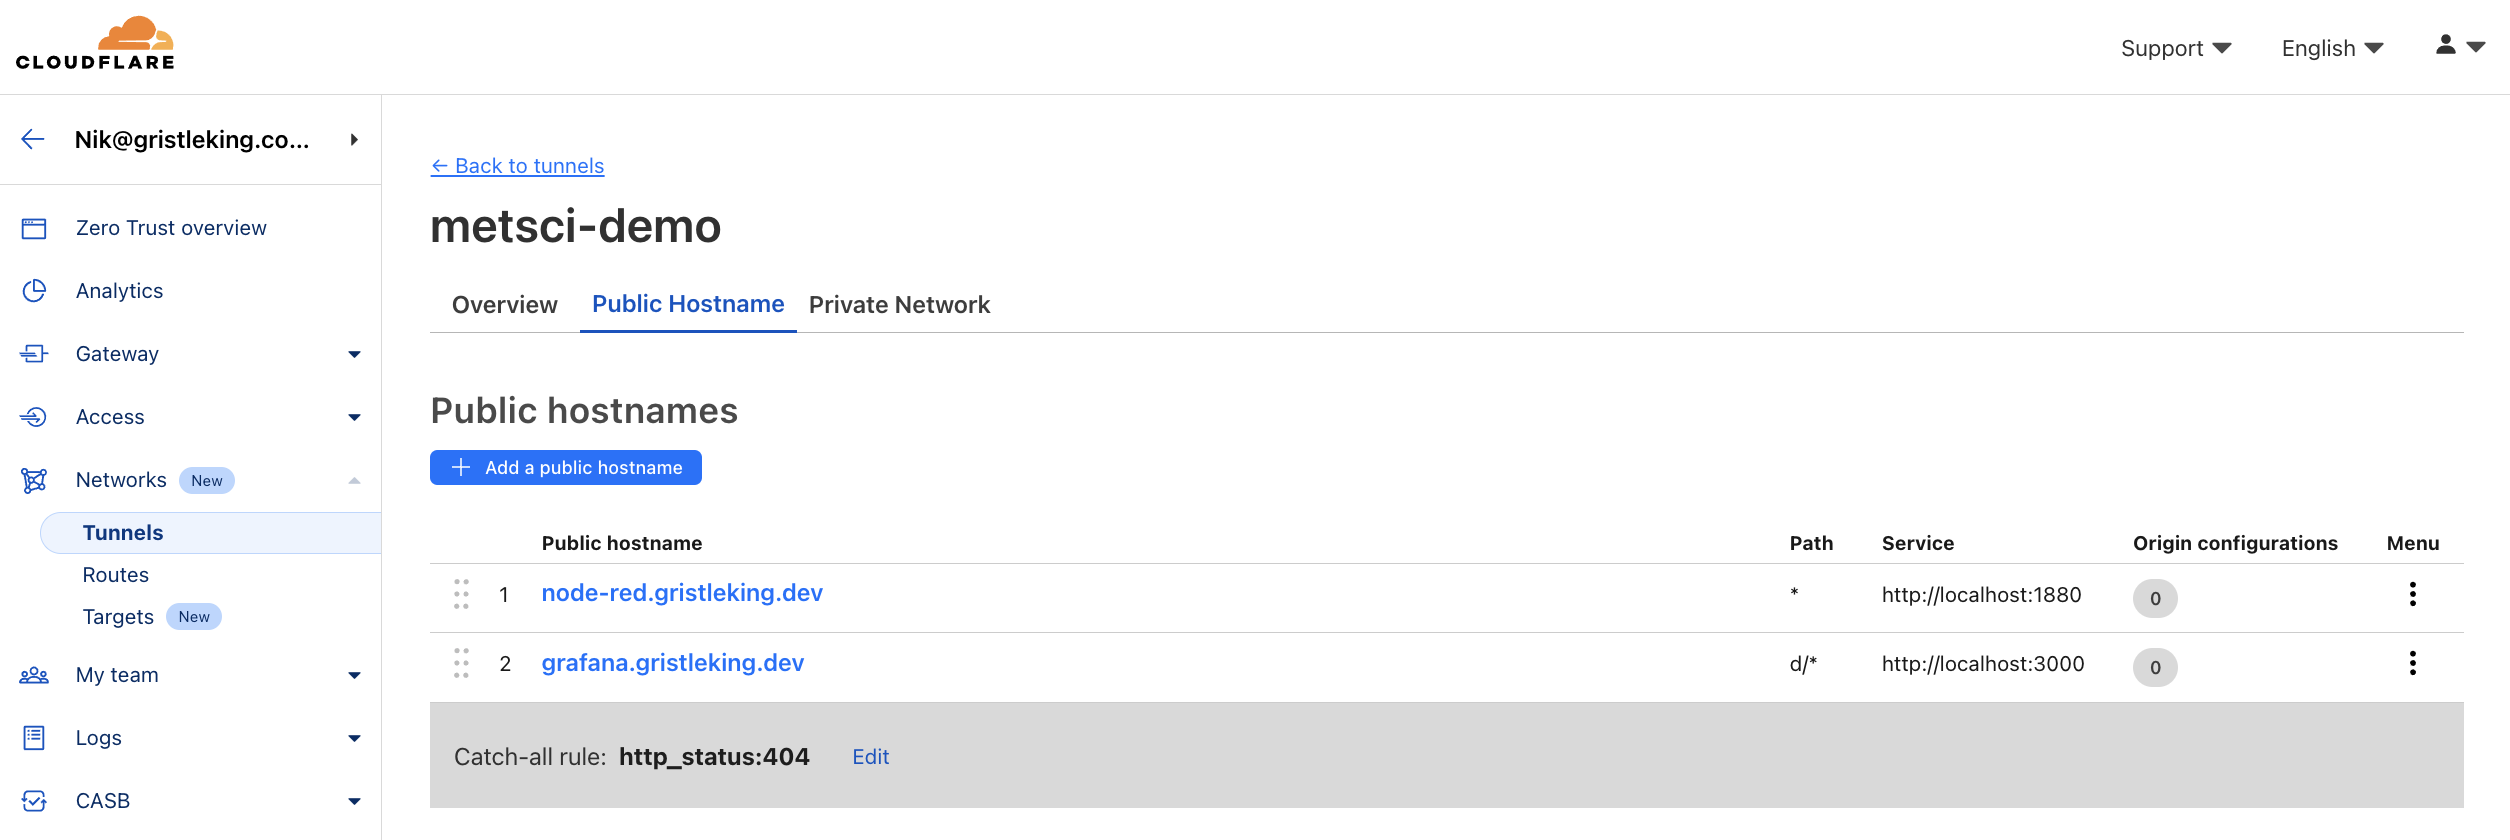 CLOUDFLARE
Support
English
Nik@gristleking.co...
Zero Trust overview
Analytics
Gateway
Access
Networks New
Tunnels
Routes
Targets New
My team
Logs
CASB
← Back to tunnels
metsci-demo
Overview Public Hostname Private Network
Public hostnames
+ Add a public hostname
Public hostname Path Service Origin configurations Menu
1 node-red.gristleking.dev * http://localhost:1880 0
2 grafana.gristleking.dev d/* http://localhost:3000 0
Catch-all rule: http_status:404 Edit